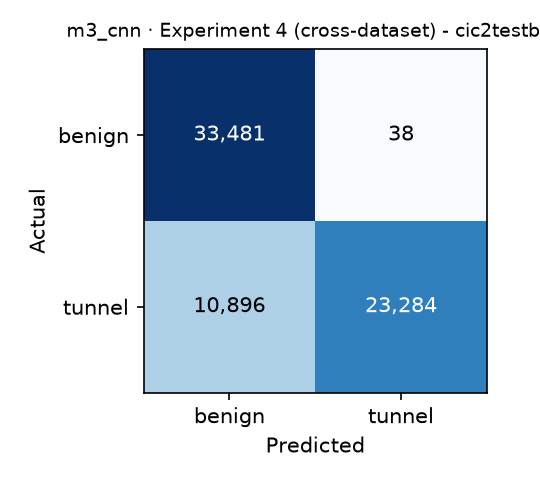 m3_cnn · Experiment 4 (cross-dataset) - cic2testb
benign
33,481
38
Actual
tunnel
10,896
23,284
benign
tunnel
Predicted